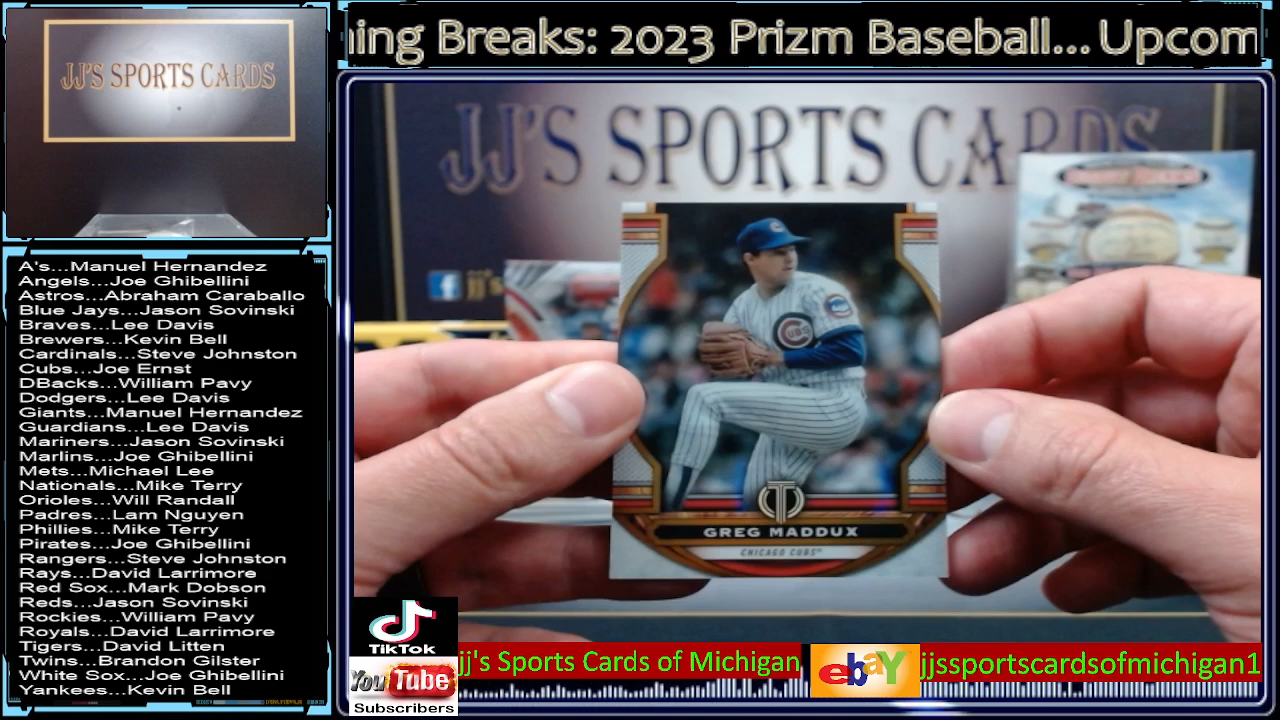 JJ'S SPORTS CARDS
ning Breaks: 2023 Prizm Baseball... Upcom
JJ'S SPORTS CARDS
jj's
CUBS
GREG MADDUX
CHICAGO CUBS
A's...Manuel Hernandez
Angels...Joe Ghibellini
Astros...Abraham Caraballo
Blue Jays...Jason Sovinski
Braves...Lee Davis
Brewers...Kevin Bell
Cardinals...Steve Johnston
Cubs...Joe Ernst
DBacks...William Pavy
Dodgers...Lee Davis
Giants...Manuel Hernandez
Guardians...Lee Davis
Mariners...Jason Sovinski
Marlins...Joe Ghibellini
Mets...Michael Lee
Nationals...Mike Terry
Orioles...Will Randall
Padres...Lam Nguyen
Phillies...Mike Terry
Pirates...Joe Ghibellini
Rangers...Steve Johnston
Rays...David Larrimore
Red Sox...Mark Dobson
Reds...Jason Sovinski
Rockies...William Pavy
Royals...David Larrimore
Tigers...David Litten
Twins...Brandon Gilster
White Sox...Joe Ghibellini
Yankees...Kevin Bell
TikTok
YouTube
Subscribers
jj's Sports Cards of Michigan
ebaY
jjssportscardsofmichigan1